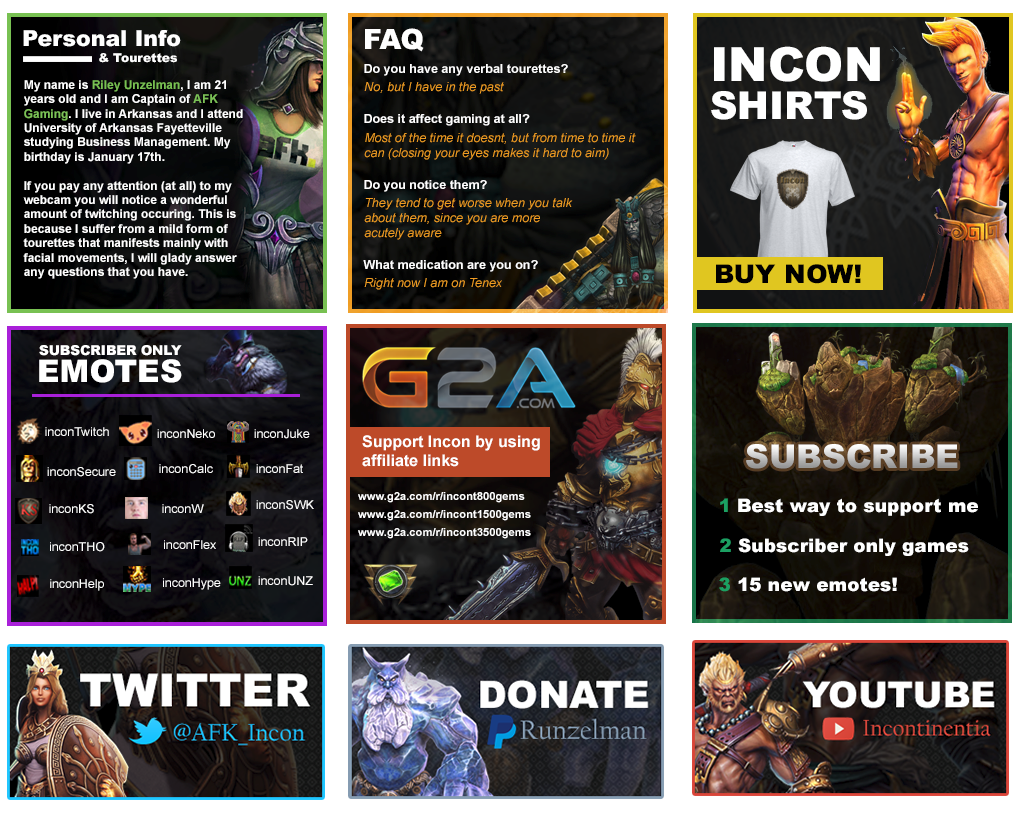 Personal Info
& Tourettes
My name is Riley Unzelman, I am 21
years old and I am Captain of AFK
Gaming. I live in Arkansas and I attend
University of Arkansas Fayetteville
studying Business Management. My
birthday is January 17th.
If you pay any attention (at all) to my
webcam you will notice a wonderful
amount of twitching occuring. This is
because I suffer from a mild form of
tourettes that manifests mainly with
facial movements, I will glady answer
any questions that you have.
afk.
FAQ
Do you have any verbal tourettes?
No, but I have in the past
Does it affect gaming at all?
Most of the time it doesnt, but from time to time it
can (closing your eyes makes it hard to aim)
Do you notice them?
They tend to get worse when you talk
about them, since you are more
acutely aware
What medication are you on?
Right now I am on Tenex
INCON
SHIRTS
INCON
BUY NOW!
SUBSCRIBER ONLY
EMOTES
inconTwitch
inconNeko
inconJuke
inconSecure
inconCalc
inconFat
inconKS
inconW
inconSWK
INCON
THO
inconTHO
inconFlex
inconRIP
inconHelp
HYPE
inconHype
UNZ
inconUNZ
G2A
.COM
Support Incon by using
affiliate links
www.g2a.com/r/incont800gems
www.g2a.com/r/incont1500gems
www.g2a.com/r/incont3500gems
SUBSCRIBE
1 Best way to support me
2 Subscriber only games
3 15 new emotes!
TWITTER
@AFK_Incon
DONATE
Runzelman
YOUTUBE
Incontinentia